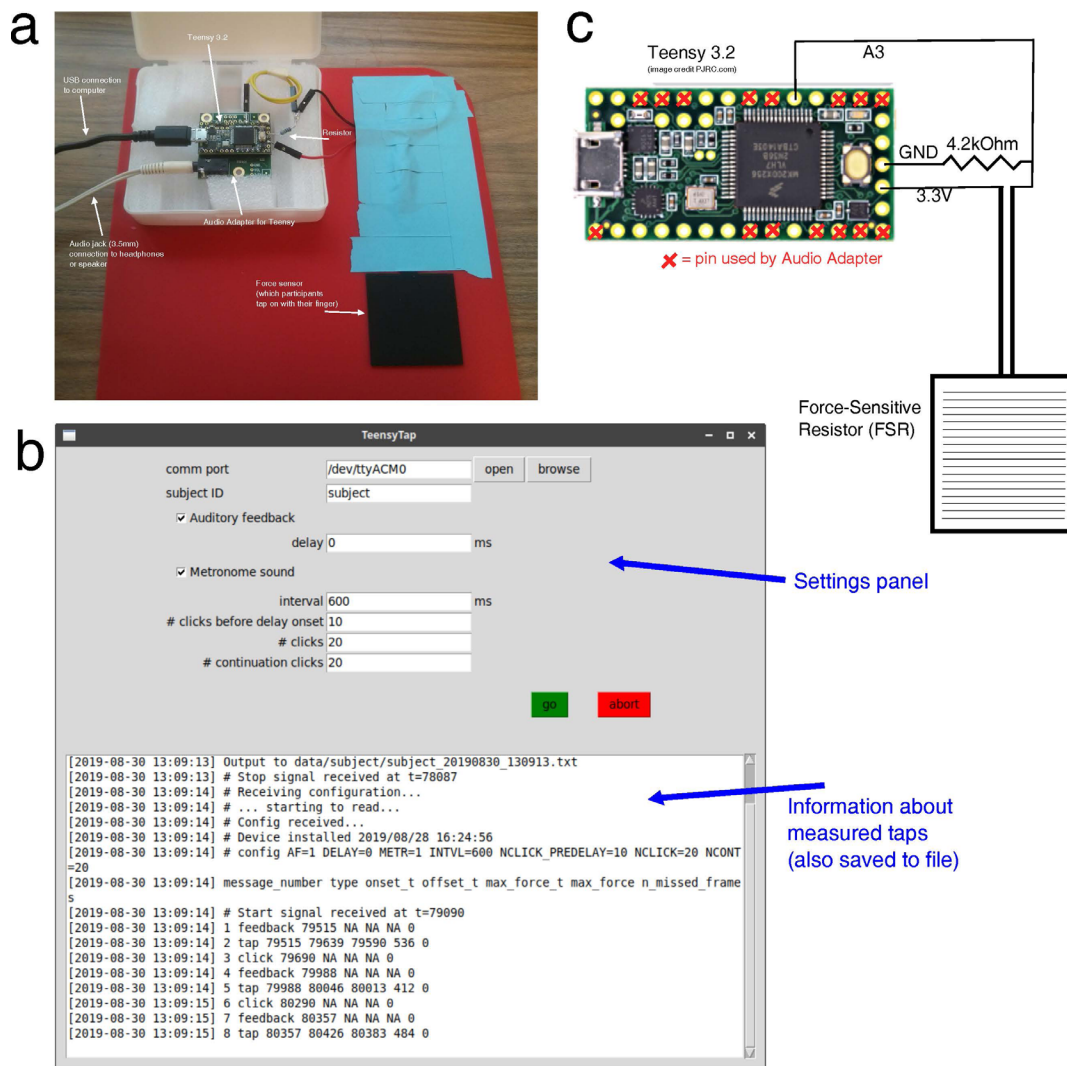 a
Teensy 3.2
USB connection
to computer
Resistor
Audio Adapter for Teensy
Audio jack (3.5mm)
connection to headphones
or speaker
Force sensor
(which participants
tap on with their finger)
c
Teensy 3.2
(image credit PJRC.com)
A3
GND
4.2kOhm
3.3V
MK20DX256
VLH7
2N36B
CTBA1405E
= pin used by Audio Adapter
Force-Sensitive
Resistor (FSR)
b
TeensyTap
comm port /dev/ttyACM0 open browse
subject ID subject
Auditory feedback
delay 0 ms
Metronome sound
interval 600 ms
# clicks before delay onset 10
# clicks 20
# continuation clicks 20
go abort
Settings panel
[2019-08-30 13:09:13] Output to data/subject/subject_20190830_130913.txt
[2019-08-30 13:09:13] # Stop signal received at t=78087
[2019-08-30 13:09:14] # Receiving configuration...
[2019-08-30 13:09:14] # ... starting to read...
[2019-08-30 13:09:14] # Config received...
[2019-08-30 13:09:14] # Device installed 2019/08/28 16:24:56
[2019-08-30 13:09:14] # config AF=1 DELAY=0 METR=1 INTVL=600 NCLICK_PREDELAY=10 NCLICK=20 NCONT
=20
[2019-08-30 13:09:14] message_number type onset_t offset_t max_force_t max_force n_missed_frame
s
[2019-08-30 13:09:14] # Start signal received at t=79090
[2019-08-30 13:09:14] 1 feedback 79515 NA NA NA 0
[2019-08-30 13:09:14] 2 tap 79515 79639 79590 536 0
[2019-08-30 13:09:14] 3 click 79690 NA NA NA 0
[2019-08-30 13:09:14] 4 feedback 79988 NA NA NA 0
[2019-08-30 13:09:14] 5 tap 79988 80046 80013 412 0
[2019-08-30 13:09:15] 6 click 80290 NA NA NA 0
[2019-08-30 13:09:15] 7 feedback 80357 NA NA NA 0
[2019-08-30 13:09:15] 8 tap 80357 80426 80383 484 0
Information about
measured taps
(also saved to file)